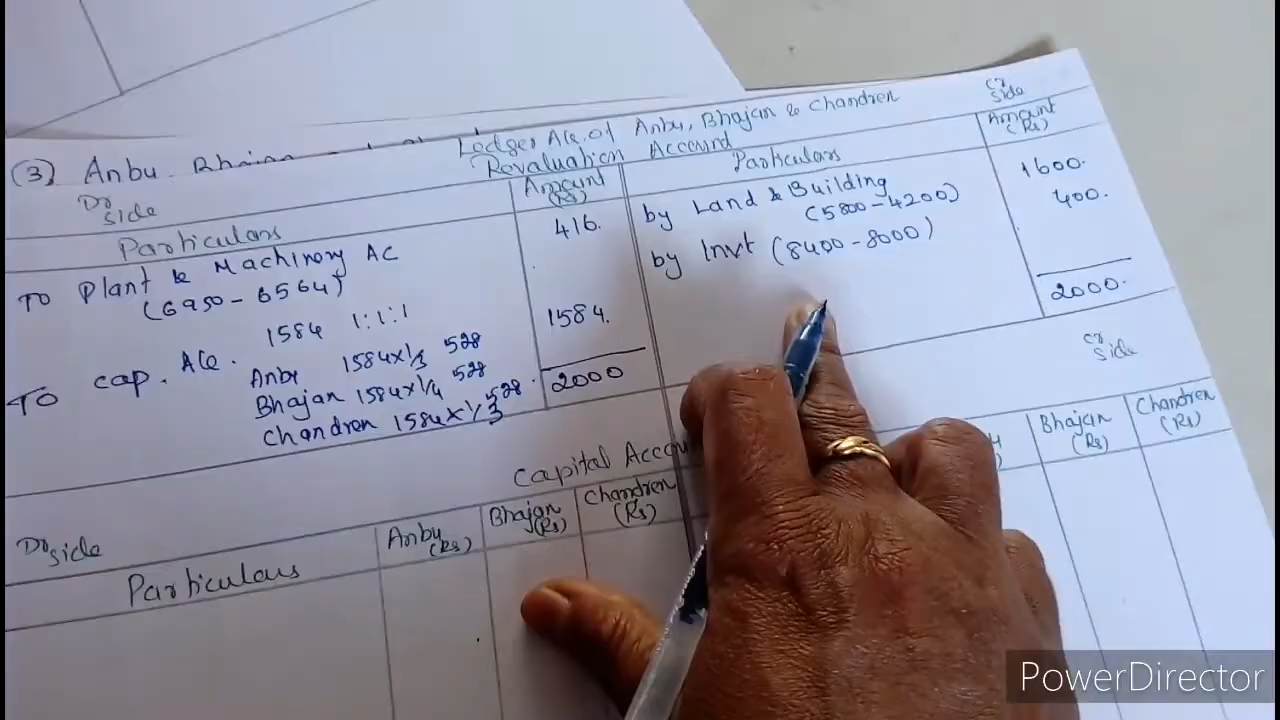 (3) Anbu
Ledger A/c. of Anbu, Bhajan & Chandren
Revaluation Account
Dr side
cr side
Particulars
Amount (Rs)
Particulars
Amount (Rs)
To Plant & Machinery AC
416.
(6950 - 6564)
by Land & Building
1600.
(5800 - 4200)
by Invt (8400 - 8000)
400.
To cap. A/c.
1584 1:1:1
1584.
Anbu 1584x1/3 528
Bhajan 1584x1/4 528
Chandren 1584x1/3 528.
2000
2000.
Capital Accou
Dr side
cr side
Particulars
Anbu (Rs)
Bhajan (Rs)
Chandren (Rs)
Bhajan (Rs)
Chandren (Rs)
PowerDirector